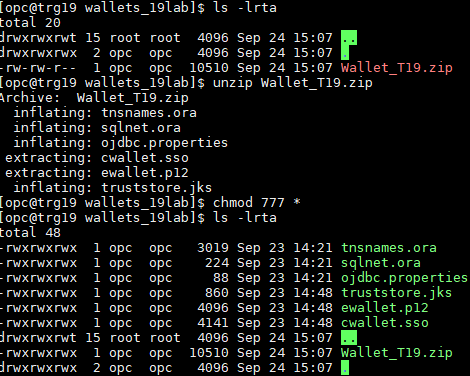 [opc@trg19 wallets_19lab]$ ls -lrta
total 20
drwxrwxrwt 15 root root  4096 Sep 24 15:07 ..
drwxrwxrwx  2 opc  opc   4096 Sep 24 15:07 .
-rw-rw-r--  1 opc  opc  10510 Sep 24 15:07 Wallet_T19.zip
[opc@trg19 wallets_19lab]$ unzip Wallet_T19.zip
Archive:  Wallet_T19.zip
  inflating: tnsnames.ora
  inflating: sqlnet.ora
  inflating: ojdbc.properties
 extracting: cwallet.sso
 extracting: ewallet.p12
  inflating: truststore.jks
[opc@trg19 wallets_19lab]$ chmod 777 *
[opc@trg19 wallets_19lab]$ ls -lrta
total 48
-rwxrwxrwx  1 opc  opc   3019 Sep 23 14:21 tnsnames.ora
-rwxrwxrwx  1 opc  opc    224 Sep 23 14:21 sqlnet.ora
-rwxrwxrwx  1 opc  opc     88 Sep 23 14:21 ojdbc.properties
-rwxrwxrwx  1 opc  opc    860 Sep 23 14:48 truststore.jks
-rwxrwxrwx  1 opc  opc   4096 Sep 23 14:48 ewallet.p12
-rwxrwxrwx  1 opc  opc   4141 Sep 23 14:48 cwallet.sso
drwxrwxrwt 15 root root  4096 Sep 24 15:07 ..
-rwxrwxrwx  1 opc  opc  10510 Sep 24 15:07 Wallet_T19.zip
drwxrwxrwx  2 opc  opc   4096 Sep 24 15:07 .